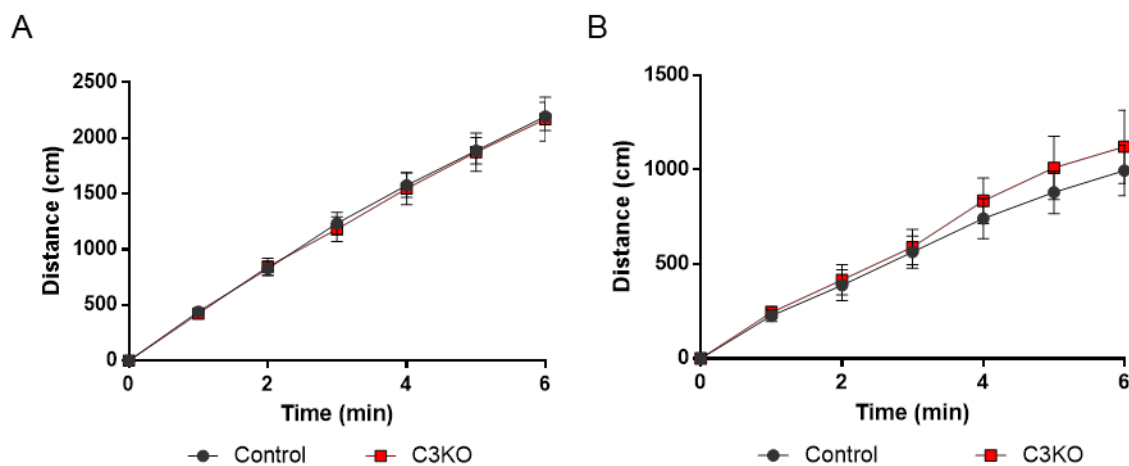 A
Distance (cm)
2500
2000
1500
1000
500
0
0 2 4 6
Time (min)
Control C3KO
B
Distance (cm)
1500
1000
500
0
0 2 4 6
Time (min)
Control C3KO